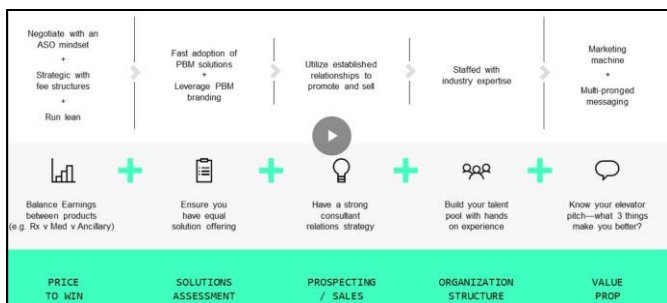 Negotiate with an
ASO mindset
+
Strategic with
fee structures
+
Run lean
Fast adoption of
PBM solutions
+
Leverage PBM
branding
Utilize established
relationships to
promote and sell
Staffed with
industry expertise
Marketing
machine
+
Multi-pronged
messaging
Balance Earnings
between products
(e.g. Rx v Med v Ancillary)
Ensure you
have equal
solution offering
Have a strong
consultant
relations strategy
Build your talent
pool with hands
on experience
Know your elevator
pitch—what 3 things
make you better?
PRICE
TO WIN
SOLUTIONS
ASSESSMENT
PROSPECTING
/ SALES
ORGANIZATION
STRUCTURE
VALUE
PROP